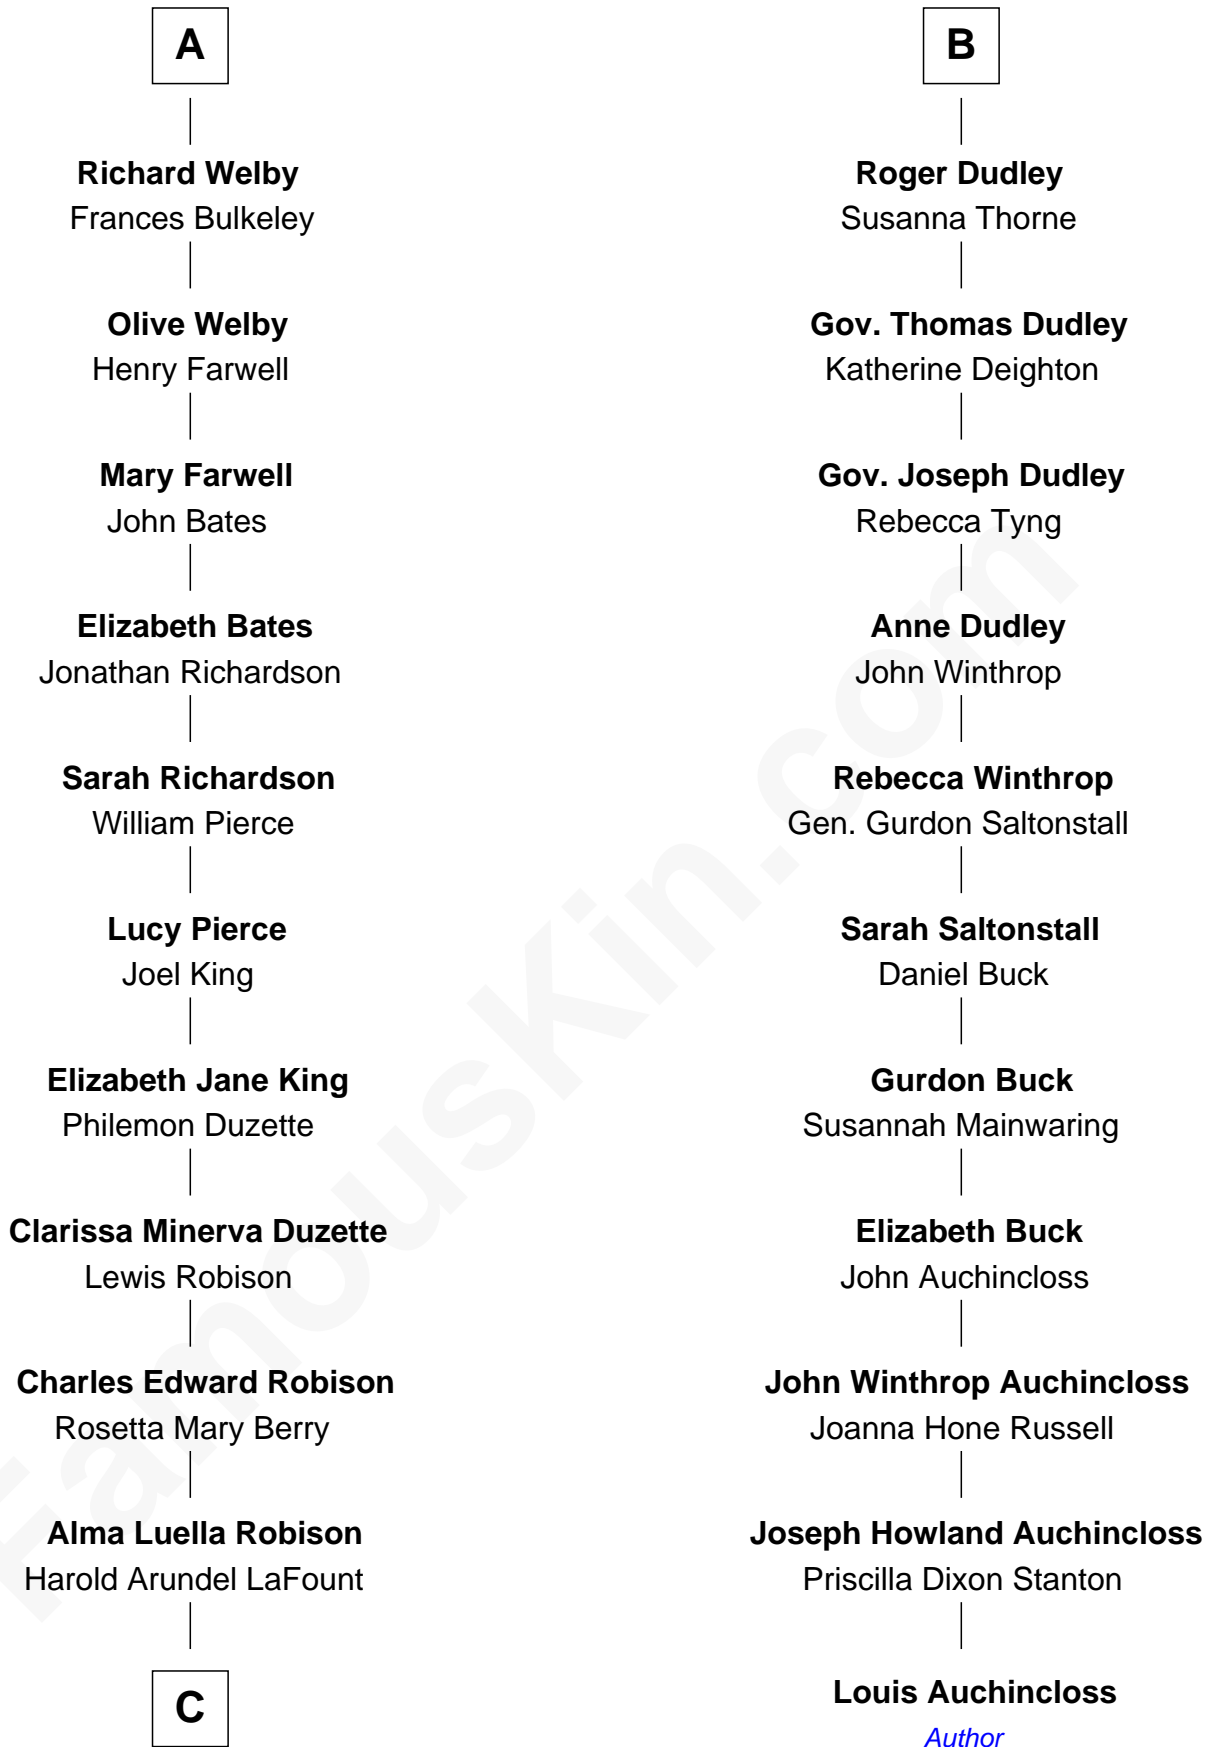 A
Richard Welby
Frances Bulkeley
Olive Welby
Henry Farwell
Mary Farwell
John Bates
Elizabeth Bates
Jonathan Richardson
Sarah Richardson
William Pierce
Lucy Pierce
Joel King
Elizabeth Jane King
Philemon Duzette
Clarissa Minerva Duzette
Lewis Robison
Charles Edward Robison
Rosetta Mary Berry
Alma Luella Robison
Harold Arundel LaFount
C
B
Roger Dudley
Susanna Thorne
Gov. Thomas Dudley
Katherine Deighton
Gov. Joseph Dudley
Rebecca Tyng
Anne Dudley
John Winthrop
Rebecca Winthrop
Gen. Gurdon Saltonstall
Sarah Saltonstall
Daniel Buck
Gurdon Buck
Susannah Mainwaring
Elizabeth Buck
John Auchincloss
John Winthrop Auchincloss
Joanna Hone Russell
Joseph Howland Auchincloss
Priscilla Dixon Stanton
Louis Auchincloss
Author
FamousKin.com